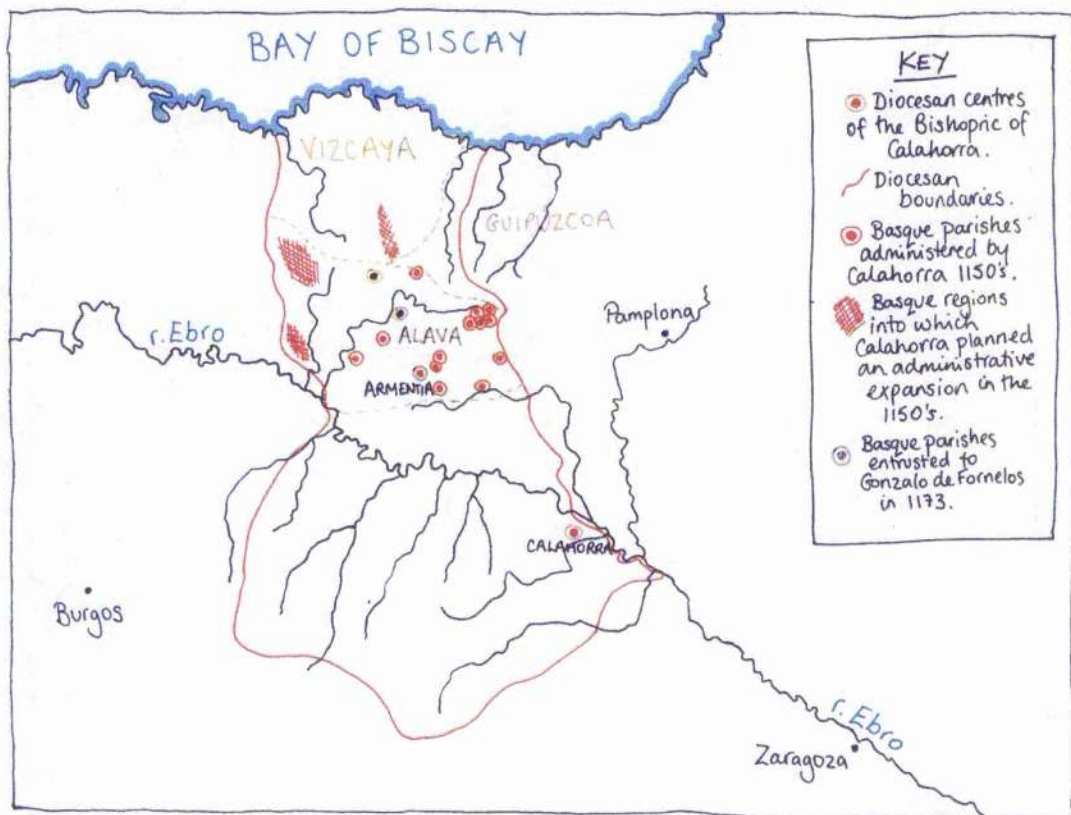 BAY OF BISCAY
VIZCAYA
GUIPUZCOA
r. Ebro
Pamplona
ALAVA
ARMENTIA
CALAHORRA
Burgos
r. Ebro
Zaragoza
KEY
Diocesan centres
of the Bishopric of
Calahorra.
Diocesan
boundaries.
Basque parishes
administered by
Calahorra 1150's.
Basque regions
into which
Calahorra planned
an administrative
expansion in the
1150's.
Basque parishes
entrusted to
Gonzalo de Fornelos
in 1173.